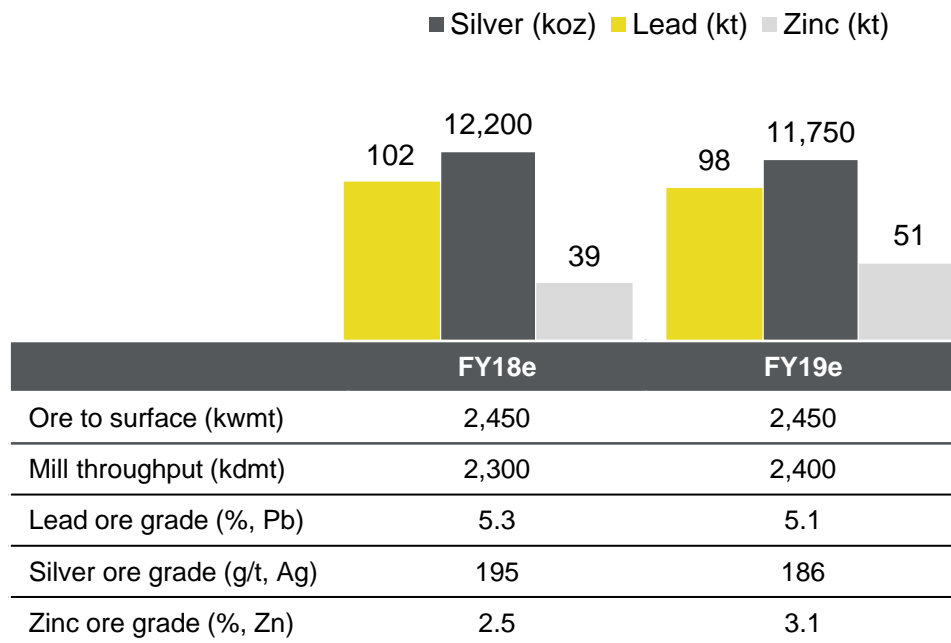 Silver (koz) Lead (kt) Zinc (kt)
102 12,200 39 98 11,750 51
FY18e FY19e
Ore to surface (kwmt) 2,450 2,450
Mill throughput (kdmt) 2,300 2,400
Lead ore grade (%, Pb) 5.3 5.1
Silver ore grade (g/t, Ag) 195 186
Zinc ore grade (%, Zn) 2.5 3.1